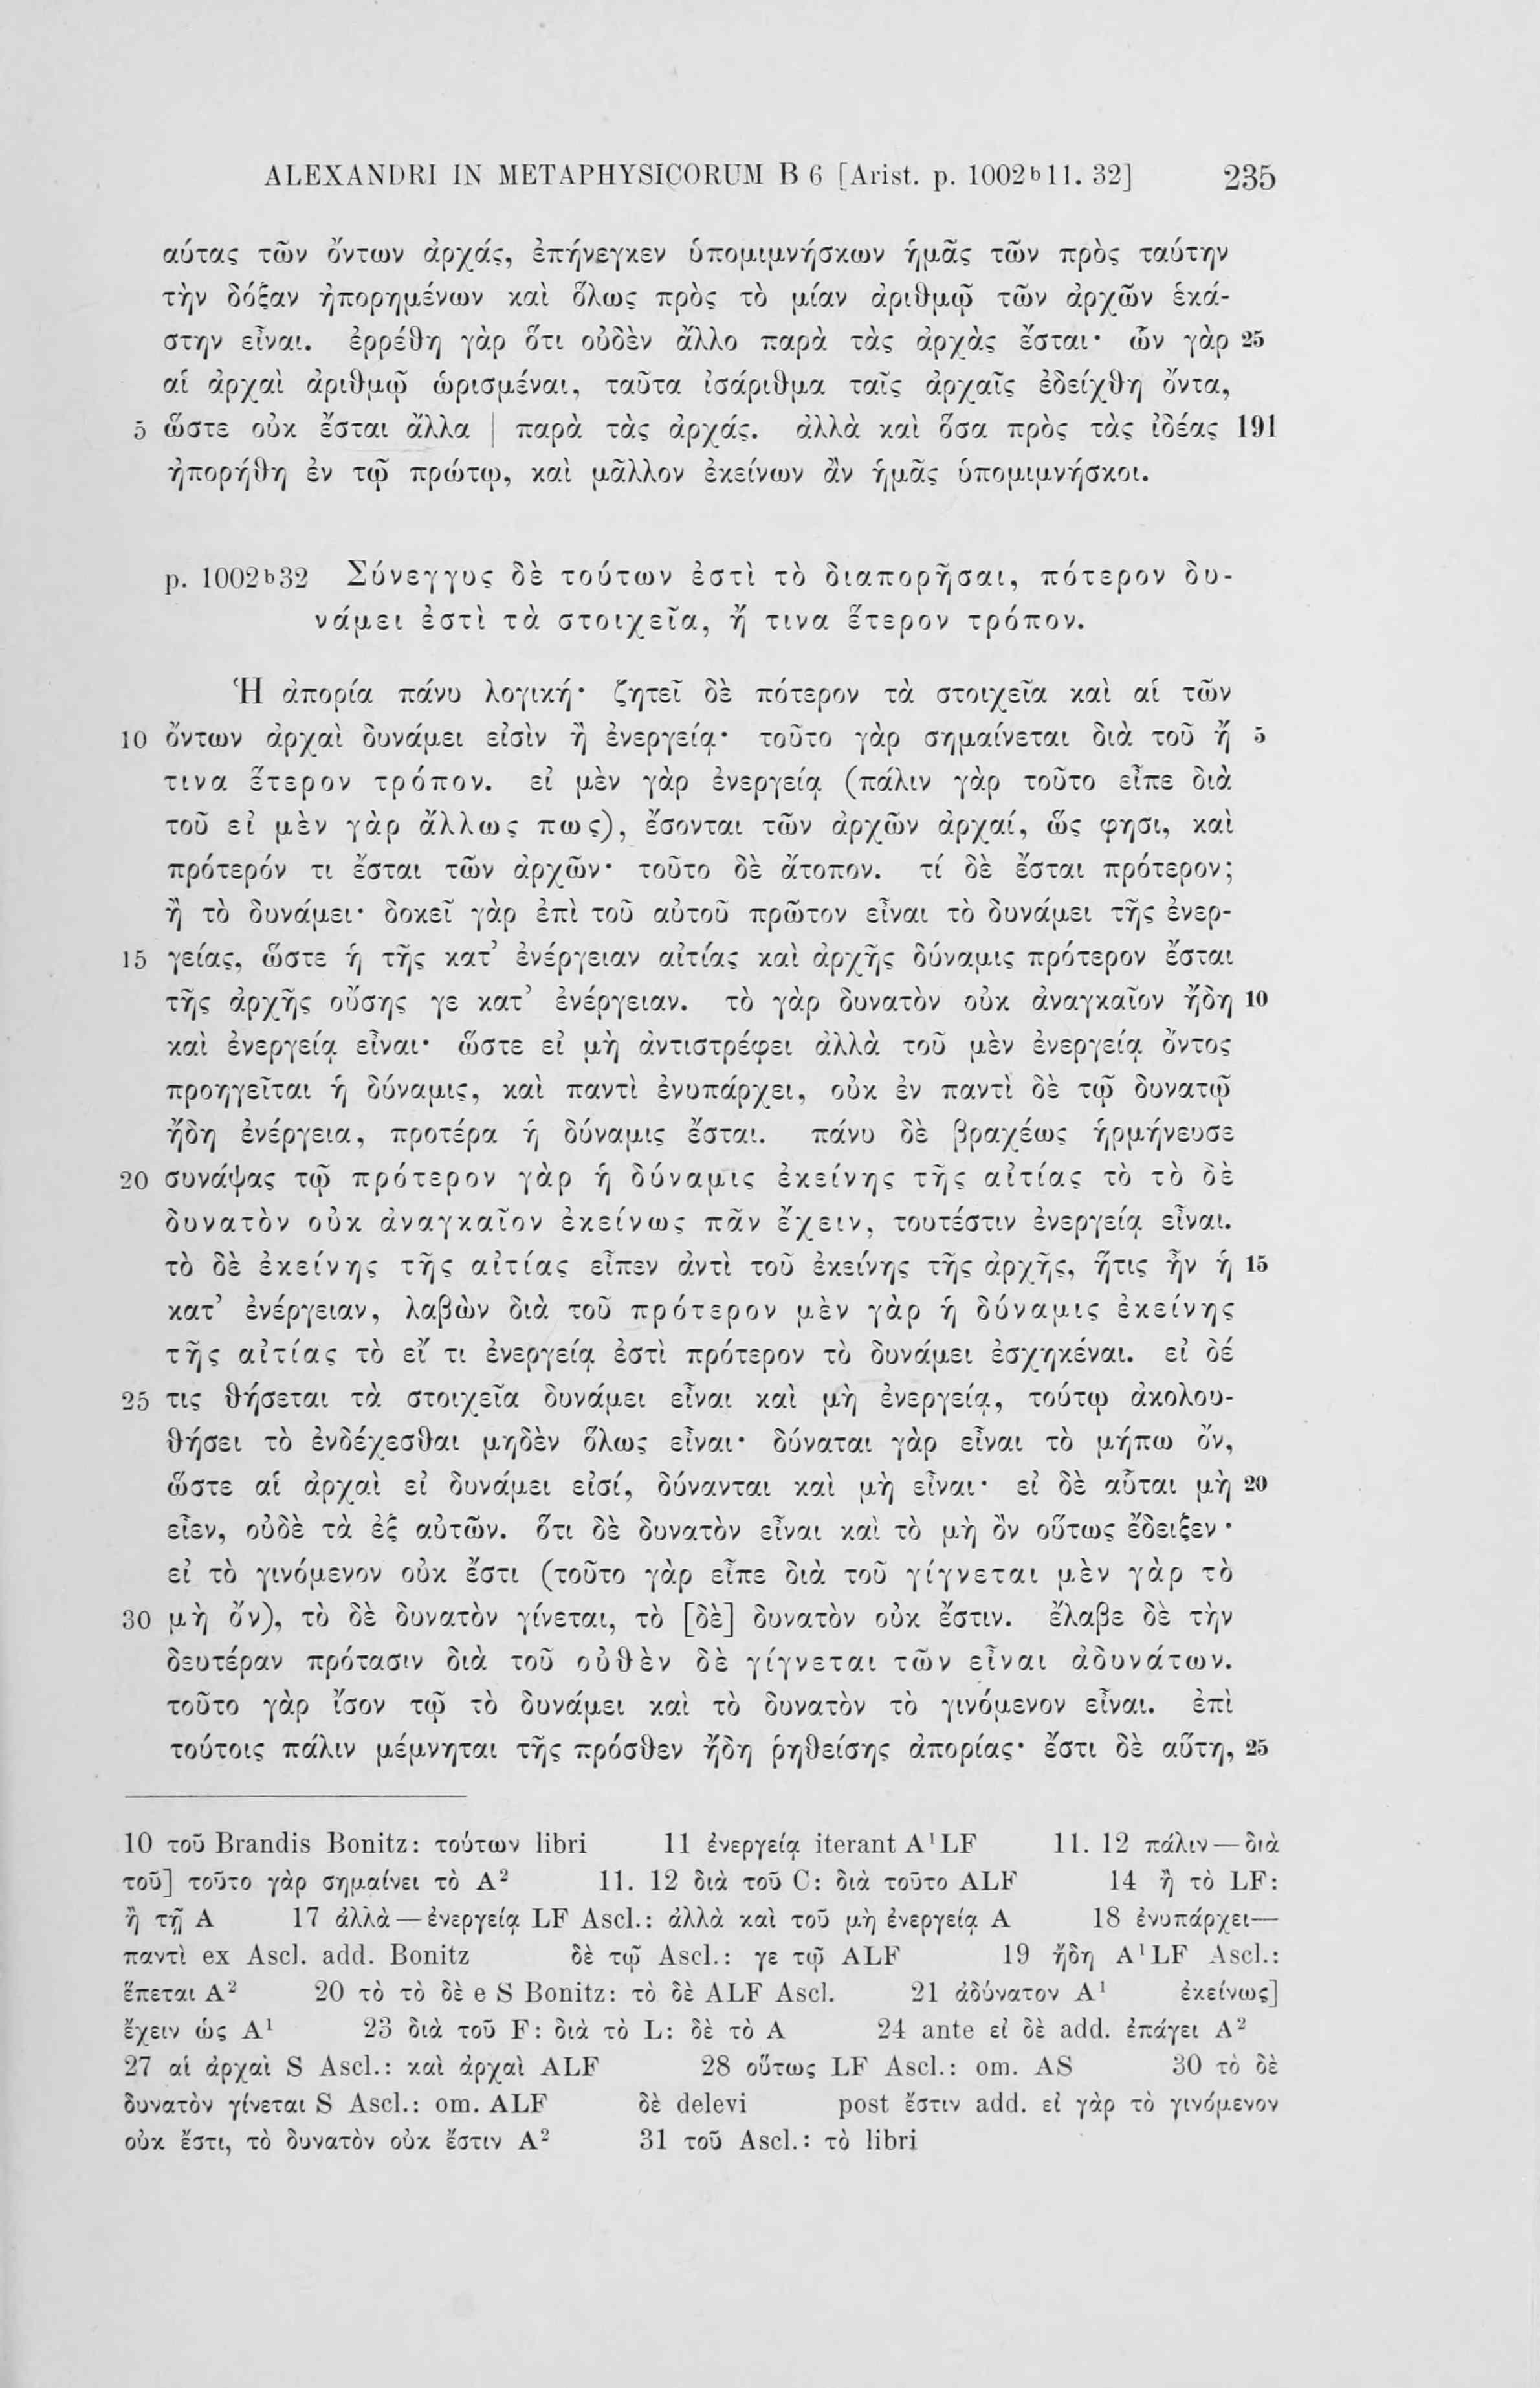 ALEXANDRI IN METAPHYSICORUM B 6 [Arist. p. 1002b11. 32] 235
αύτας τῶν ὄντων ἀρχάς, ἐπήνεγκεν ὑπομιμνήσκων ἡμᾶς τῶν πρὸς ταύτην
τὴν δόξαν ἠπορημένων καὶ ὅλως πρὸς τὸ μίαν ἀριθμῷ τῶν ἀρχῶν ἑκά-
στην εἶναι. ἐρρέθη γὰρ ὅτι οὐδὲν ἄλλο παρὰ τὰς ἀρχὰς ἔσται· ὧν γὰρ 25
αἱ ἀρχαὶ ἀριθμῷ ὡρισμέναι, ταῦτα ἰσάριθμα ταῖς ἀρχαῖς ἐδείχθη ὄντα,
5 ὥστε οὐκ ἔσται ἄλλα | παρὰ τὰς ἀρχάς. ἀλλὰ καὶ ὅσα πρὸς τὰς ἰδέας 191
ἠπορήθη ἐν τῷ πρώτῳ, καὶ μᾶλλον ἐκείνων ἂν ἡμᾶς ὑπομιμνήσκοι.
p. 1002b32 Σύνεγγυς δὲ τούτων ἐστὶ τὸ διαπορῆσαι, πότερον δυ-
νάμει ἐστὶ τὰ στοιχεῖα, ἤ τινα ἕτερον τρόπον.
Ἡ ἀπορία πάνυ λογική· ζητεῖ δὲ πότερον τὰ στοιχεῖα καὶ αἱ τῶν
10 ὄντων ἀρχαὶ δυνάμει εἰσὶν ἢ ἐνεργείᾳ· τοῦτο γὰρ σημαίνεται διὰ τοῦ ἤ 5
τινα ἕτερον τρόπον. εἰ μὲν γὰρ ἐνεργείᾳ (πάλιν γὰρ τοῦτο εἶπε διὰ
τοῦ εἰ μὲν γὰρ ἄλλως πως), ἔσονται τῶν ἀρχῶν ἀρχαί, ὥς φησι, καὶ
πρότερόν τι ἔσται τῶν ἀρχῶν· τοῦτο δὲ ἄτοπον. τί δὲ ἔσται πρότερον;
ἢ τὸ δυνάμει· δοκεῖ γὰρ ἐπὶ τοῦ αὐτοῦ πρῶτον εἶναι τὸ δυνάμει τῆς ἐνερ-
15 γείας, ὥστε ἡ τῆς κατ’ ἐνέργειαν αἰτίας καὶ ἀρχῆς δύναμις πρότερον ἔσται
τῆς ἀρχῆς οὔσης γε κατ’ ἐνέργειαν. τὸ γὰρ δυνατὸν οὐκ ἀναγκαῖον ἤδη 10
καὶ ἐνεργείᾳ εἶναι· ὥστε εἰ μὴ ἀντιστρέφει ἀλλὰ τοῦ μὲν ἐνεργείᾳ ὄντος
προηγεῖται ἡ δύναμις, καὶ παντὶ ἐνυπάρχει, οὐκ ἐν παντὶ δὲ τῷ δυνατῷ
ἤδη ἐνέργεια, προτέρα ἡ δύναμις ἔσται. πάνυ δὲ βραχέως ἡρμήνευσε
20 συνάψας τῷ πρότερον γὰρ ἡ δύναμις ἐκείνης τῆς αἰτίας τὸ τὸ δὲ
δυνατὸν οὐκ ἀναγκαῖον ἐκείνως πᾶν ἔχειν, τουτέστιν ἐνεργείᾳ εἶναι.
τὸ δὲ ἐκείνης τῆς αἰτίας εἶπεν ἀντὶ τοῦ ἐκείνης τῆς ἀρχῆς, ἥτις ἦν ἡ 15
κατ’ ἐνέργειαν, λαβὼν διὰ τοῦ πρότερον μὲν γὰρ ἡ δύναμις ἐκείνης
τῆς αἰτίας τὸ εἴ τι ἐνεργείᾳ ἐστὶ πρότερον τὸ δυνάμει ἐσχηκέναι. εἰ δέ
25 τις θήσεται τὰ στοιχεῖα δυνάμει εἶναι καὶ μὴ ἐνεργείᾳ, τούτῳ ἀκολου-
θήσει τὸ ἐνδέχεσθαι μηδὲν ὅλως εἶναι· δύναται γὰρ εἶναι τὸ μήπω ὄν,
ὥστε αἱ ἀρχαὶ εἰ δυνάμει εἰσί, δύνανται καὶ μὴ εἶναι· εἰ δὲ αὗται μὴ 20
εἶεν, οὐδὲ τὰ ἐξ αὐτῶν. ὅτι δὲ δυνατὸν εἶναι καὶ τὸ μὴ ὂν οὕτως ἔδειξεν·
εἰ τὸ γινόμενον οὐκ ἔστι (τοῦτο γὰρ εἶπε διὰ τοῦ γίγνεται μὲν γὰρ τὸ
30 μὴ ὄν), τὸ δὲ δυνατὸν γίνεται, τὸ [δὲ] δυνατὸν οὐκ ἔστιν. ἔλαβε δὲ τὴν
δευτέραν πρότασιν διὰ τοῦ οὐθὲν δὲ γίγνεται τῶν εἶναι ἀδυνάτων.
τοῦτο γὰρ ἴσον τῷ τὸ δυνάμει καὶ τὸ δυνατὸν τὸ γινόμενον εἶναι. ἐπὶ
τούτοις πάλιν μέμνηται τῆς πρόσθεν ἤδη ῥηθείσης ἀπορίας· ἔστι δὲ αὕτη, 25
10 τοῦ Brandis Bonitz: τούτων libri 11 ἐνεργείᾳ iterant A¹LF 11. 12 πάλιν—διὰ
τοῦ] τοῦτο γὰρ σημαίνει τὸ A² 11. 12 διὰ τοῦ C: διὰ τοῦτο ALF 14 ἢ τὸ LF:
ἢ τῇ A 17 ἀλλὰ—ἐνεργείᾳ LF Ascl.: ἀλλὰ καὶ τοῦ μὴ ἐνεργείᾳ A 18 ἐνυπάρχει—
παντὶ ex Ascl. add. Bonitz δὲ τῷ Ascl.: γε τῷ ALF 19 ἤδη A¹LF Ascl.:
ἕπεται A² 20 τὸ τὸ δὲ e S Bonitz: τὸ δὲ ALF Ascl. 21 ἀδύνατον A¹ ἐκείνως]
ἔχειν ὡς A¹ 23 διὰ τοῦ F: διὰ τὸ L: δὲ τὸ A 24 ante εἰ δὲ add. ἐπάγει A²
27 αἱ ἀρχαὶ S Ascl.: καὶ ἀρχαὶ ALF 28 οὕτως LF Ascl.: om. AS 30 τὸ δὲ
δυνατὸν γίνεται S Ascl.: om. ALF δὲ delevi post ἔστιν add. εἰ γὰρ τὸ γινόμενον
οὐκ ἔστι, τὸ δυνατὸν οὐκ ἔστιν A² 31 τοῦ Ascl.: τὸ libri